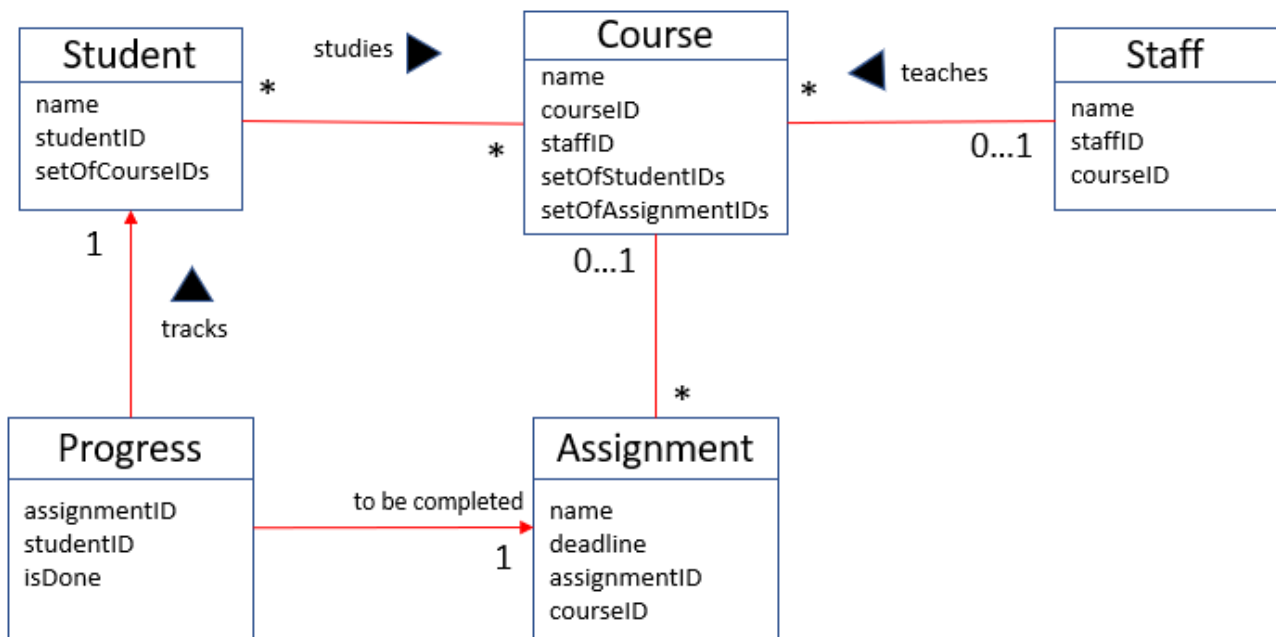 Student
name
studentID
setOfCourseIDs
studies
*
*
Course
name
courseID
staffID
setOfStudentIDs
setOfAssignmentIDs
*
teaches
0...1
Staff
name
staffID
courseID
1
tracks
0...1
*
Progress
assignmentID
studentID
isDone
to be completed
1
Assignment
name
deadline
assignmentID
courseID